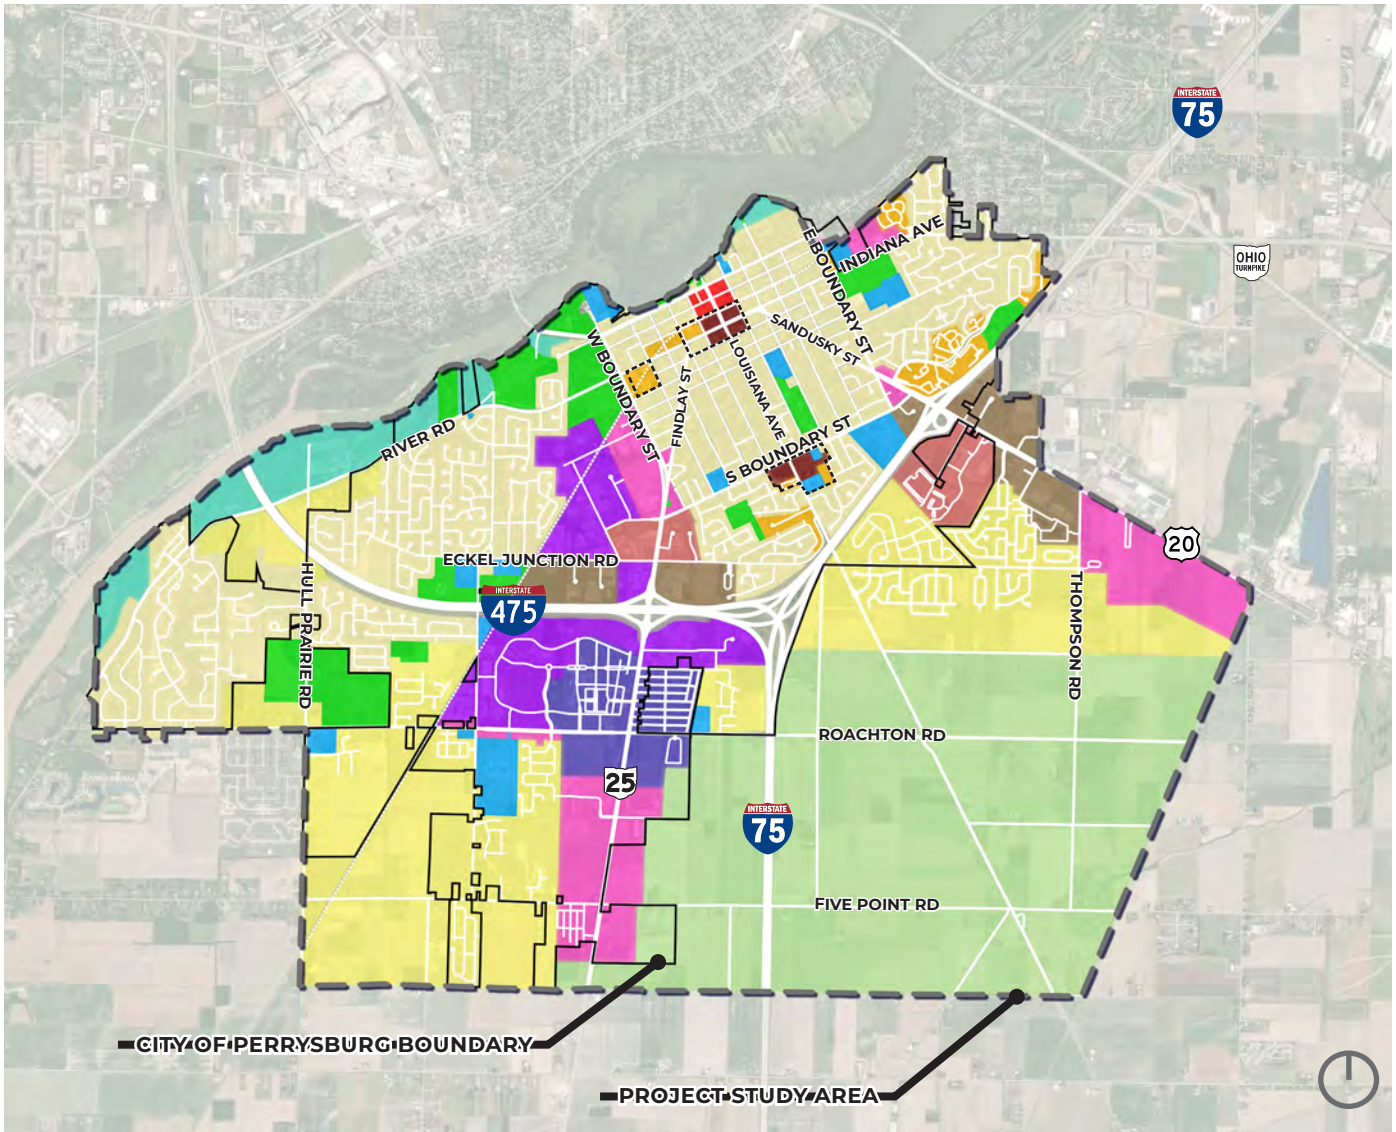 INTERSTATE
75
OHIO
TURNPIKE
INDIANA AVE
E BOUNDARY ST
SANDUSKY ST
W BOUNDARY ST
LOUISIANA AVE
FINDLAY ST
RIVER RD
S BOUNDARY ST
20
ECKEL JUNCTION RD
INTERSTATE
475
HULL PRAIRIE RD
THOMPSON RD
ROACHTON RD
25
INTERSTATE
75
FIVE POINT RD
CITY OF PERRYSBURG BOUNDARY
PROJECT STUDY AREA